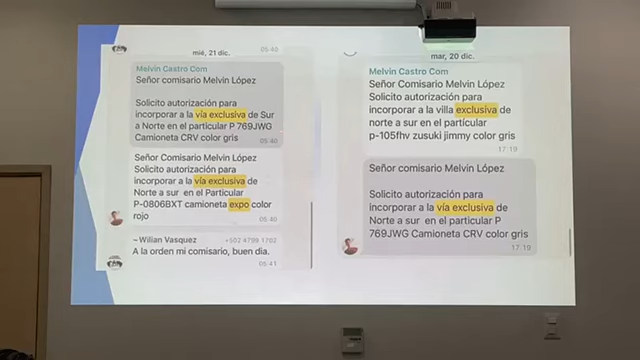 mié, 21 dic.
05:40
Melvin Castro Com
Señor comisario Melvin López
Solicito autorización para
incorporar a la vía exclusiva de Sur
a Norte en el particular P 769JWG
Camioneta CRV color gris
05:40
Señor Comisario Melvin López
Solicito autorización para
incorporar a la vía exclusiva de
Norte a sur en el Particular
P-0806BXT camioneta expo color
rojo
05:40
~Wilian Vasquez +502 4799 1702
A la orden mi comisario, buen dia.
05:41
mar, 20 dic.
Melvin Castro Com
Señor comisario Melvin López
Solicito autorización para
incorporar a la villa exclusiva de
norte a sur en el partícular
p-105fhv zusuki jimmy color gris
17:19
Señor comisario Melvin López
Solicito autorización para
incorporar a la vía exclusiva de
Norte a sur en el particular P
769JWG Camioneta CRV color gris
17:19